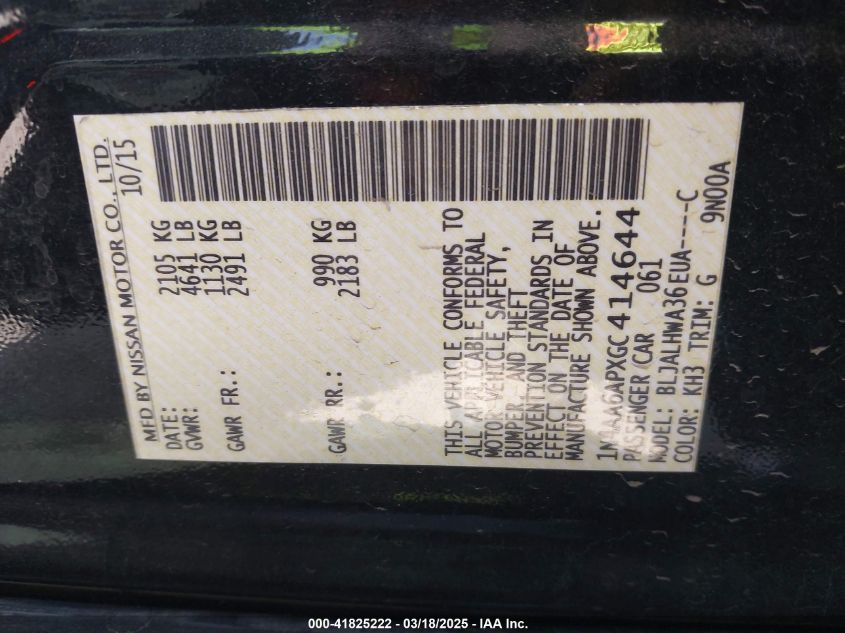 MFD BY NISSAN MOTOR CO., LTD.
DATE: 10/15
GVWR: 2105 KG
4641 LB
GAWR FR.: 1130 KG
2491 LB
GAWR RR.: 990 KG
2183 LB
THIS VEHICLE CONFORMS TO
ALL APPLICABLE FEDERAL
MOTOR VEHICLE SAFETY,
BUMPER, AND THEFT
PREVENTION STANDARDS IN
EFFECT ON THE DATE OF
MANUFACTURE SHOWN ABOVE.
1N4AA6APXGC414644
PASSENGER CAR 061
MODEL: BLJALHWA36EUA----C
COLOR: KH3 TRIM: G 9N00A
000-41825222 - 03/18/2025 - IAA Inc.